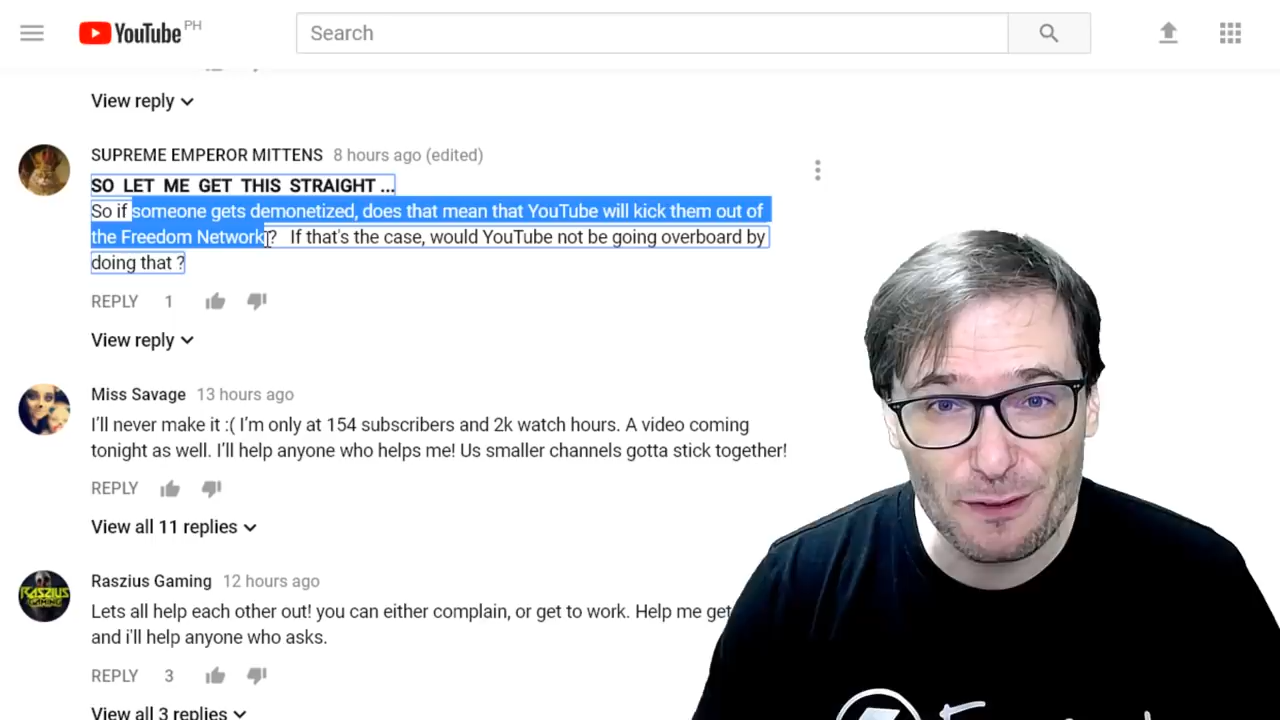 YouTube PH
Search
View reply
SUPREME EMPEROR MITTENS 8 hours ago (edited)
SO LET ME GET THIS STRAIGHT ...
So if someone gets demonetized, does that mean that YouTube will kick them out of
the Freedom Network ? If that's the case, would YouTube not be going overboard by
doing that ?
REPLY 1
View reply
Miss Savage 13 hours ago
I'll never make it :( I'm only at 154 subscribers and 2k watch hours. A video coming
tonight as well. I'll help anyone who helps me! Us smaller channels gotta stick together!
REPLY
View all 11 replies
RASZIUS
GAMING
Raszius Gaming 12 hours ago
Lets all help each other out! you can either complain, or get to work. Help me get
and i'll help anyone who asks.
REPLY 3
View all 3 replies